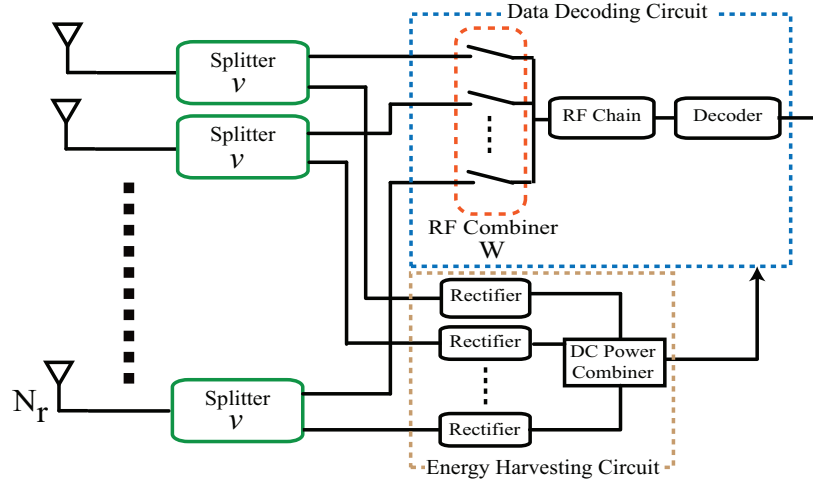 Data Decoding Circuit
Splitter
v
Splitter
v
RF Chain
Decoder
RF Combiner
W
Rectifier
Rectifier
DC Power
Combiner
N_r
Splitter
v
Rectifier
Energy Harvesting Circuit